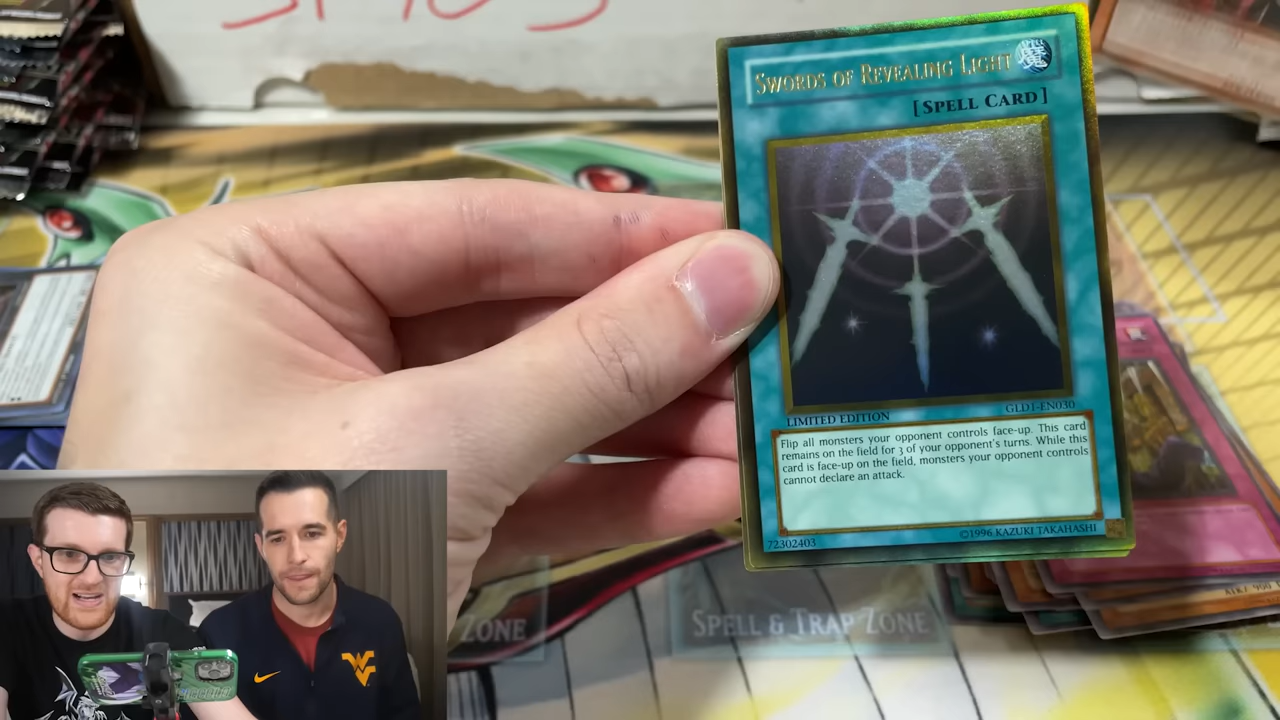 SWORDS OF REVEALING LIGHT
[SPELL CARD]
LIMITED EDITION
GLD1-EN030
Flip all monsters your opponent controls face-up. This card
remains on the field for 3 of your opponent's turns. While this
card is face-up on the field, monsters your opponent controls
cannot declare an attack.
72302403
©1996 KAZUKI TAKAHASHI
ZONE
SPELL & TRAP ZONE
WV